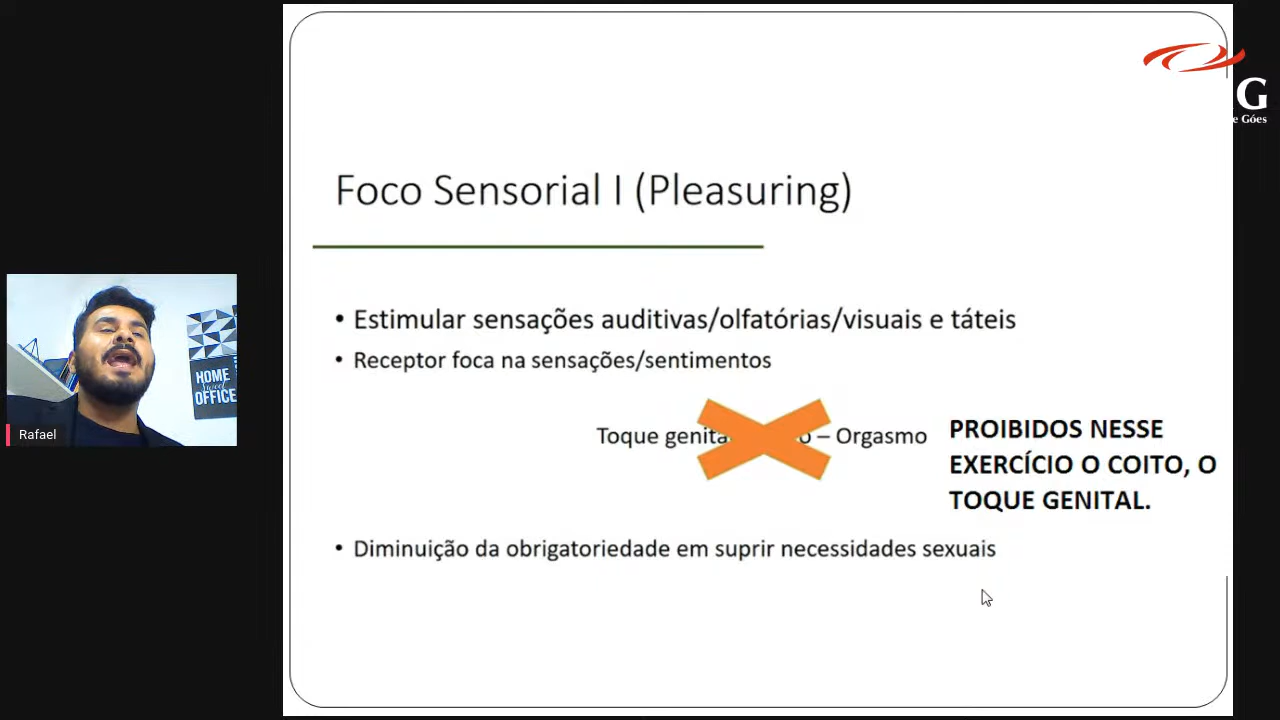 G
e Góes
Foco Sensorial I (Pleasuring)
• Estimular sensações auditivas/olfatórias/visuais e táteis
• Receptor foca na sensações/sentimentos
Toque – Orgasmo
PROIBIDOS NESSE
EXERCÍCIO O COITO, O
TOQUE GENITAL.
• Diminuição da obrigatoriedade em suprir necessidades sexuais
HOME
Sweet
OFFICE
Rafael